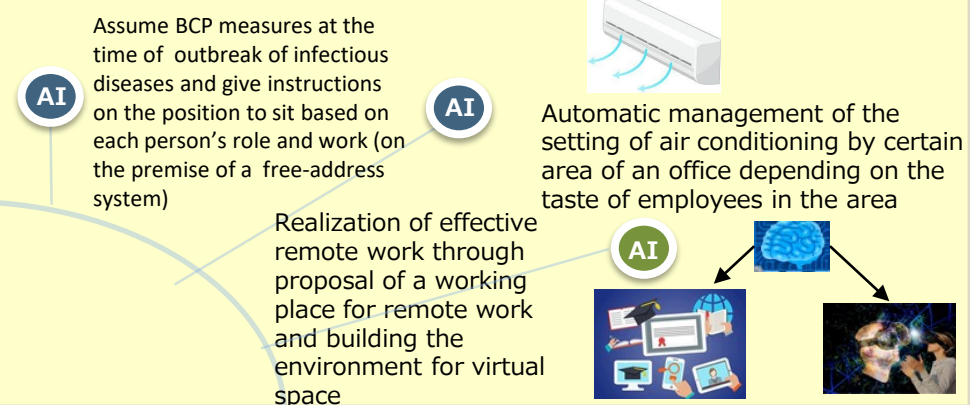 AI
Assume BCP measures at the
time of outbreak of infectious
diseases and give instructions
on the position to sit based on
each person's role and work (on
the premise of a free-address
system)
AI
Realization of effective
remote work through
proposal of a working
place for remote work
and building the
environment for virtual
space
Automatic management of the
setting of air conditioning by certain
area of an office depending on the
taste of employees in the area
AI